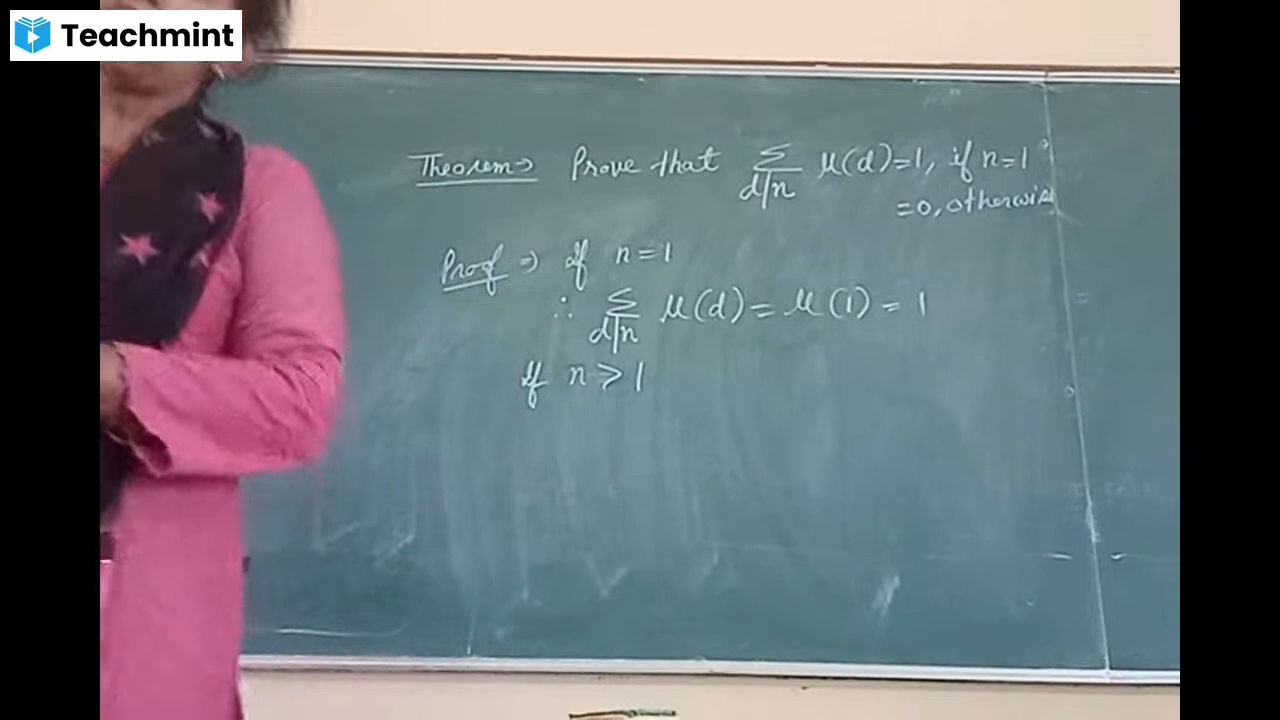 Teachmint
Theorem⇒ Prove that Σ μ(d)=1, if n=1
d|n
=0, otherwise
Proof ⇒ If n=1
∴ Σ μ(d) = μ(1) = 1
d|n
If n>1